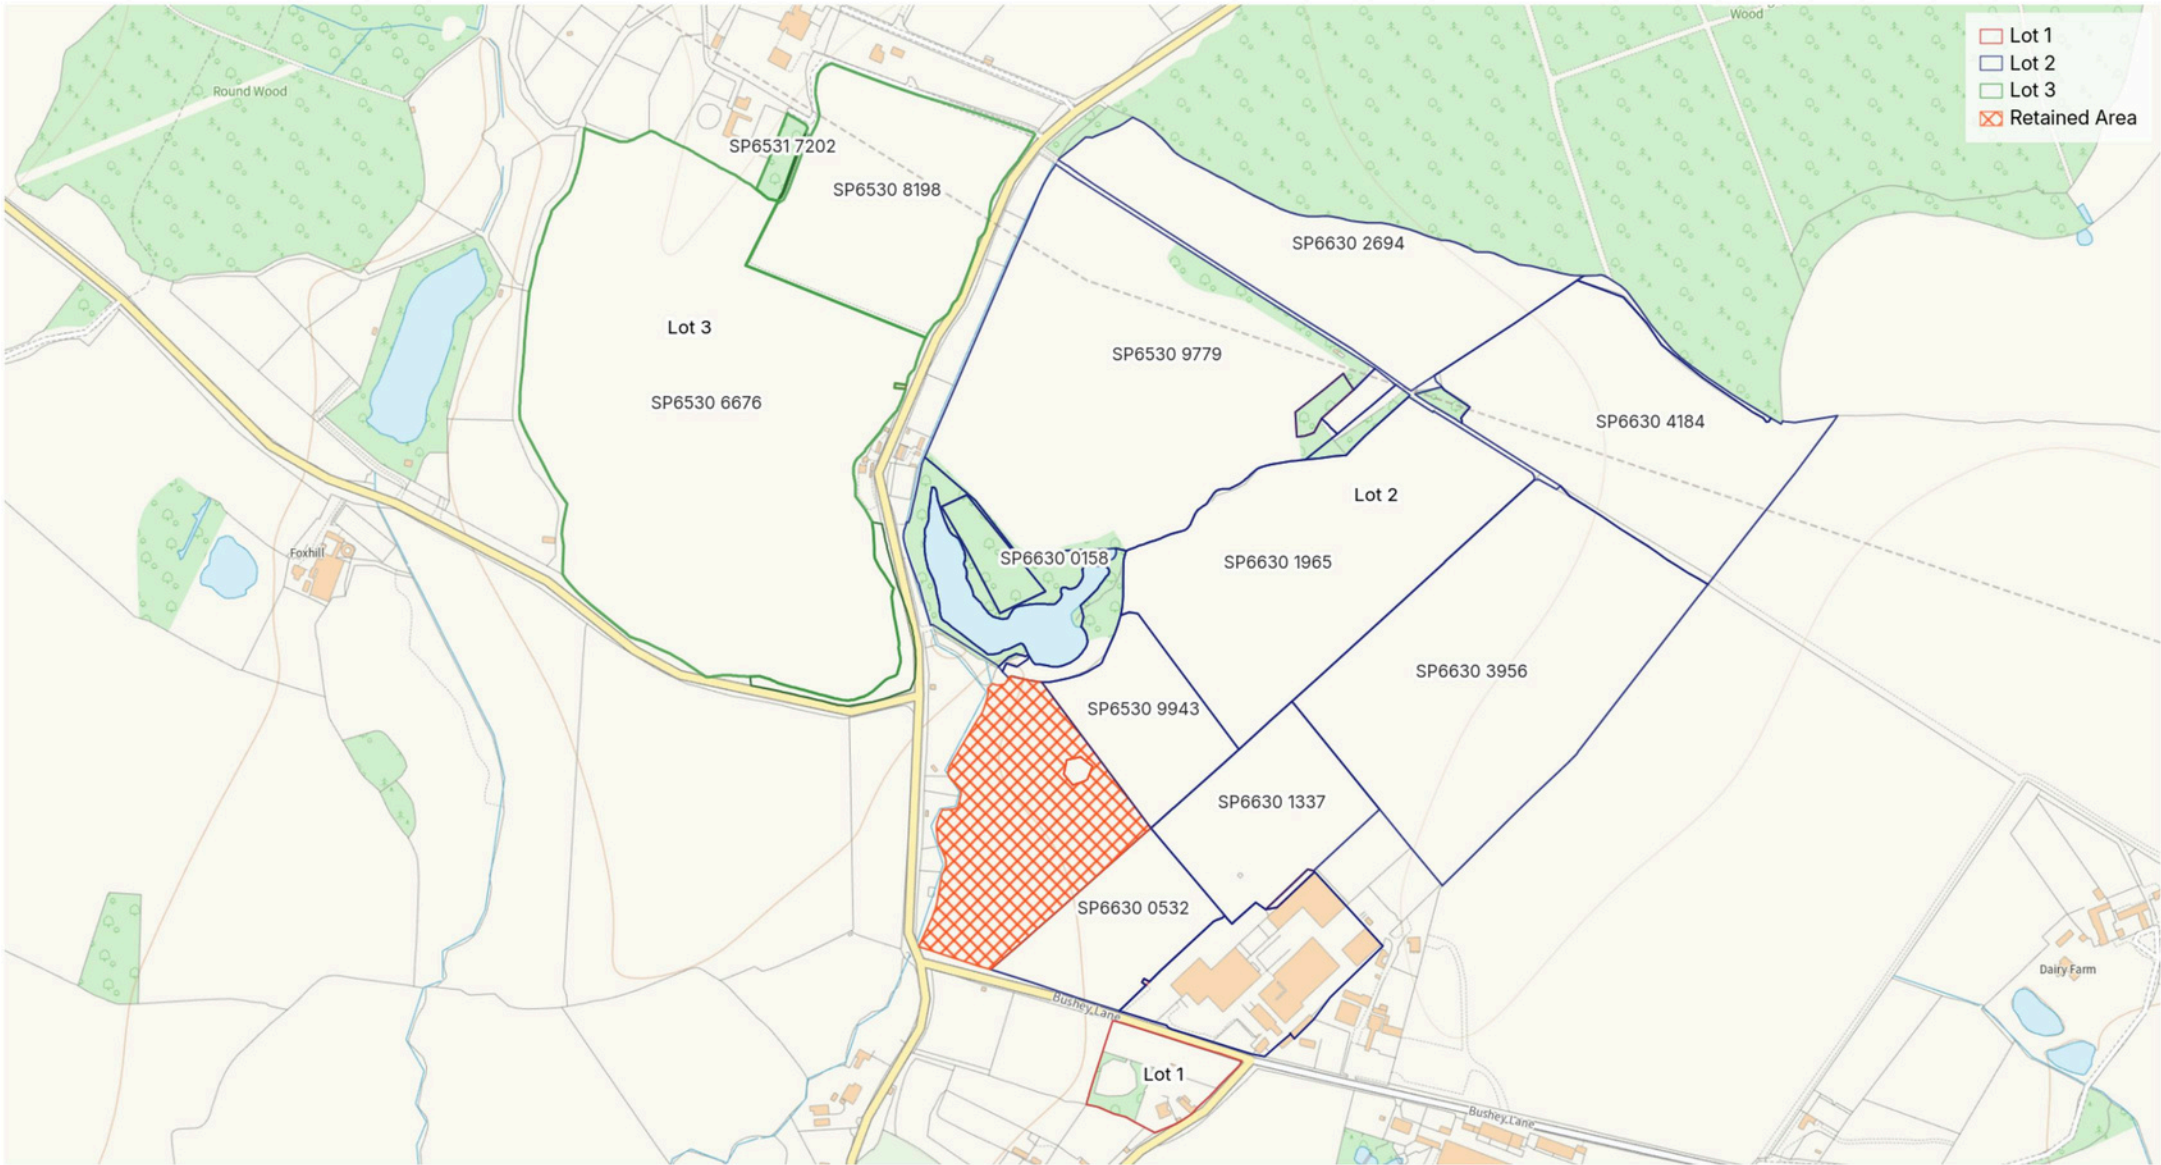 Wood
Lot 1
Lot 2
Lot 3
Retained Area
Round Wood
SP6531 7202
SP6530 8198
SP6630 2694
Lot 3
SP6530 9779
SP6530 6676
SP6630 4184
Lot 2
Foxhill
SP6630 0158
SP6630 1965
SP6630 3956
SP6530 9943
SP6630 1337
SP6630 0532
Dairy Farm
Bushey Lane
Lot 1
Bushey Lane